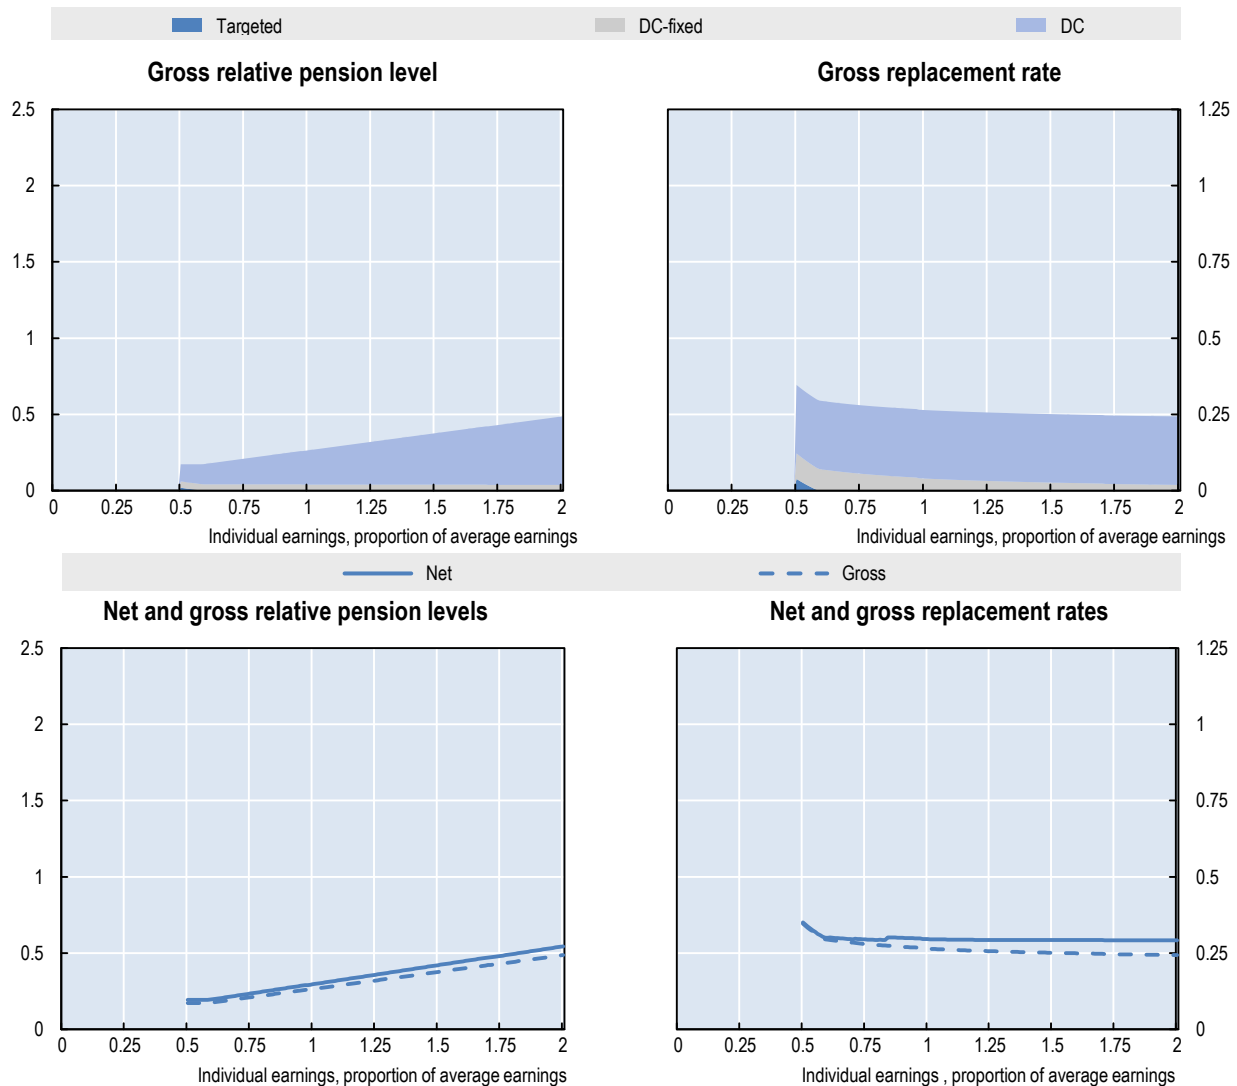 Targeted DC-fixed DC
Gross relative pension level
Gross replacement rate
2.5
2
1.5
1
0.5
0
0 0.25 0.5 0.75 1 1.25 1.5 1.75 2
Individual earnings, proportion of average earnings
1.25
1
0.75
0.5
0.25
0
0 0.25 0.5 0.75 1 1.25 1.5 1.75 2
Individual earnings, proportion of average earnings
Net Gross
Net and gross relative pension levels
Net and gross replacement rates
2.5
2
1.5
1
0.5
0
0 0.25 0.5 0.75 1 1.25 1.5 1.75 2
Individual earnings, proportion of average earnings
1.25
1
0.75
0.5
0.25
0
0 0.25 0.5 0.75 1 1.25 1.5 1.75 2
Individual earnings , proportion of average earnings